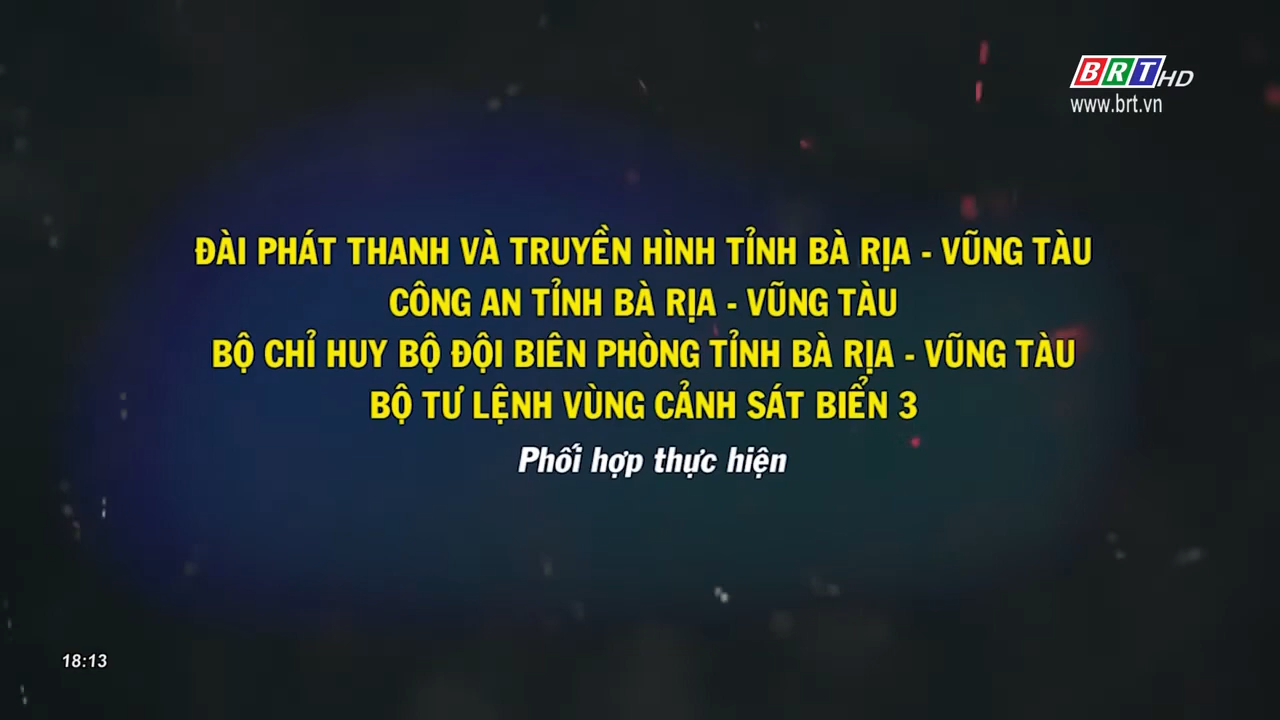 BRT HD
www.brt.vn
ĐÀI PHÁT THANH VÀ TRUYỀN HÌNH TỈNH BÀ RỊA - VŨNG TÀU
CÔNG AN TỈNH BÀ RỊA - VŨNG TÀU
BỘ CHỈ HUY BỘ ĐỘI BIÊN PHÒNG TỈNH BÀ RỊA - VŨNG TÀU
BỘ TƯ LỆNH VÙNG CẢNH SÁT BIỂN 3
Phối hợp thực hiện
18:13